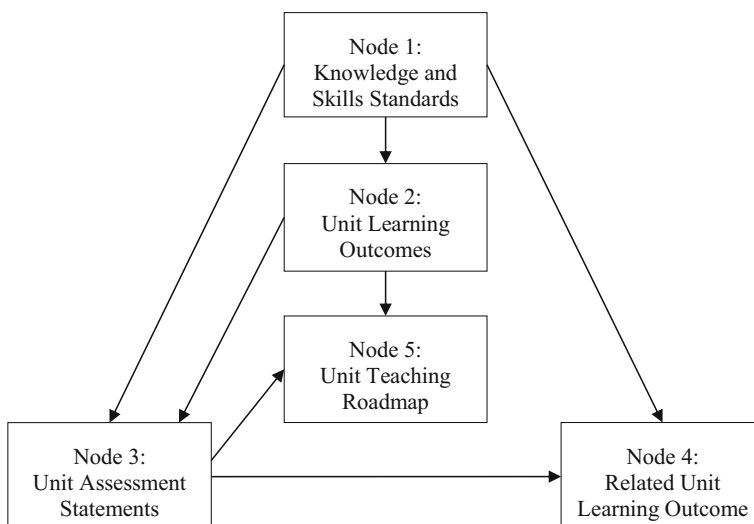 Node 1:
Knowledge and
Skills Standards
Node 2:
Unit Learning
Outcomes
Node 5:
Unit Teaching
Roadmap
Node 3:
Unit Assessment
Statements
Node 4:
Related Unit
Learning Outcome